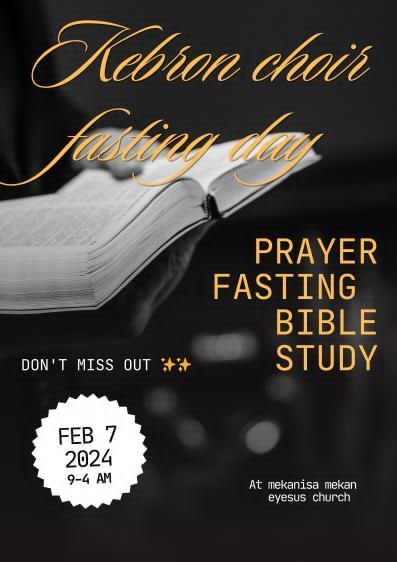 Kebron choir
fasting day
PRAYER
FASTING
BIBLE
STUDY
DON'T MISS OUT ✨✨
FEB 7
2024
9-4 AM
At mekanisa mekan
eyesus church